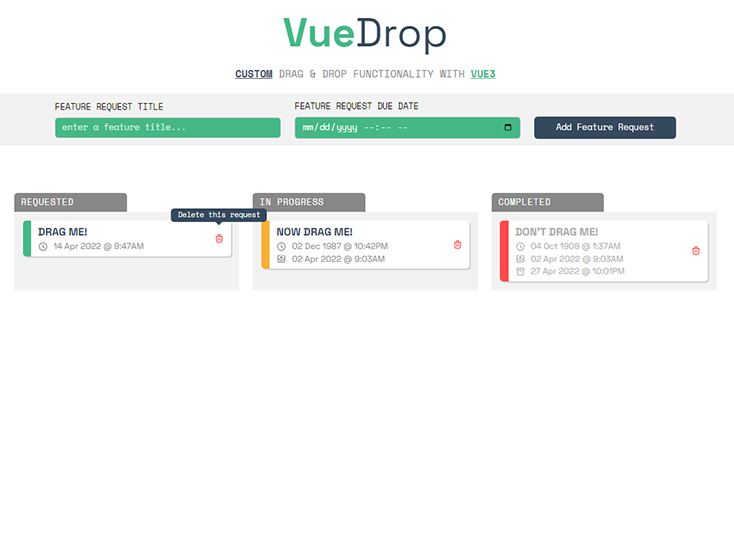 VueDrop
CUSTOM DRAG & DROP FUNCTIONALITY WITH VUE3
FEATURE REQUEST TITLE
enter a feature title...
FEATURE REQUEST DUE DATE
mm/dd/yyyy --:-- --
Add Feature Request
REQUESTED
Delete this request
DRAG ME!
14 Apr 2022 @ 9:47AM
IN PROGRESS
NOW DRAG ME!
02 Dec 1987 @ 10:42PM
02 Apr 2022 @ 9:03AM
COMPLETED
DON'T DRAG ME!
04 Oct 1908 @ 1:37AM
02 Apr 2022 @ 9:03AM
27 Apr 2022 @ 10:01PM